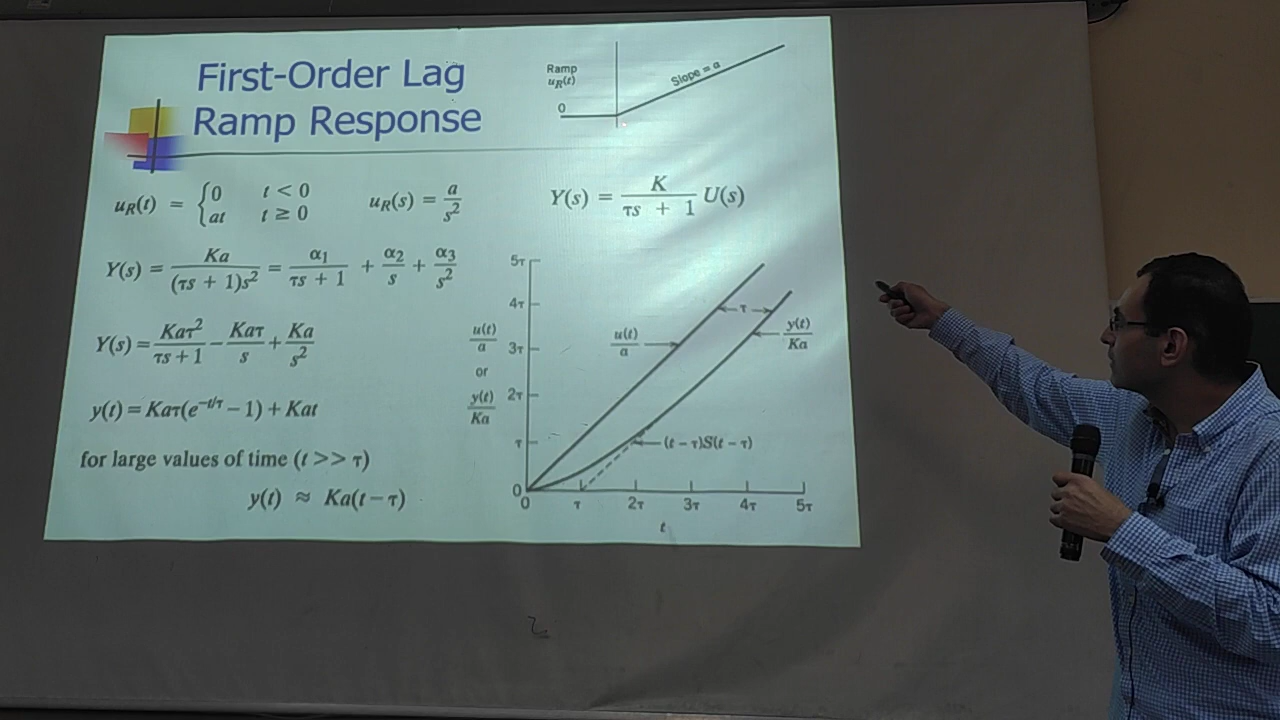 First-Order Lag
Ramp Response
Ramp
u_R(t)
0
Slope = a
u_R(t) = {0 t < 0
at t ≥ 0
u_R(s) = a/s²
Y(s) = K/(τs + 1) U(s)
Y(s) = Ka/((τs + 1)s²) = α₁/(τs + 1) + α₂/s + α₃/s²
Y(s) = Kaτ²/(τs + 1) − Kaτ/s + Ka/s²
y(t) = Kaτ(e^(−t/τ) − 1) + Kat
for large values of time (t >> τ)
y(t) ≈ Ka(t − τ)
u(t)/a
or
y(t)/Ka
5τ
4τ
3τ
2τ
τ
0
u(t)/a
τ
y(t)/Ka
(t − τ)S(t − τ)
0 τ 2τ 3τ 4τ 5τ
t